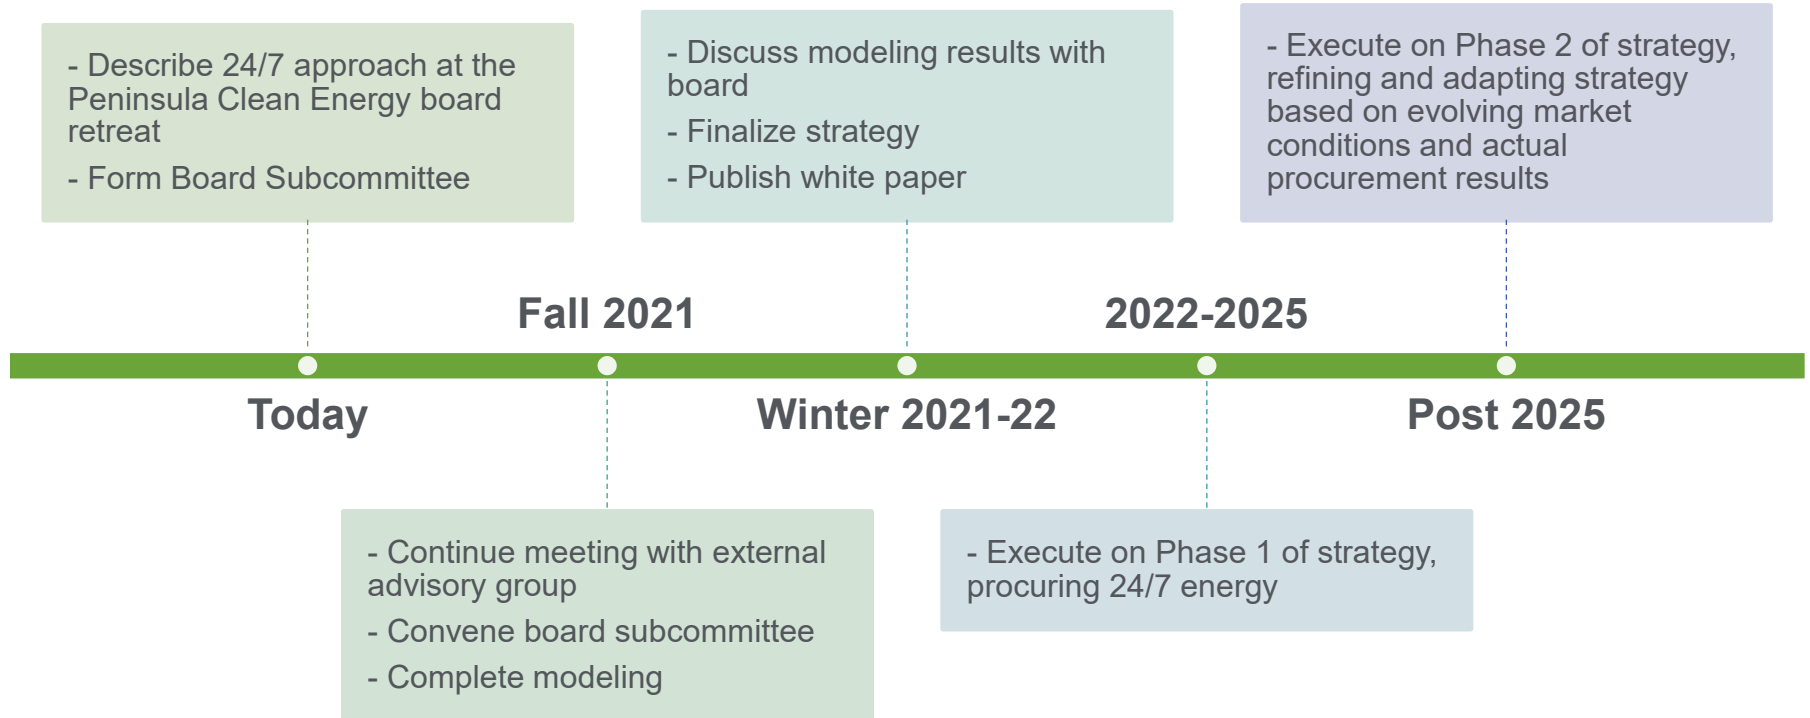 - Describe 24/7 approach at the
Peninsula Clean Energy board
retreat
- Form Board Subcommittee
- Discuss modeling results with
board
- Finalize strategy
- Publish white paper
- Execute on Phase 2 of strategy,
refining and adapting strategy
based on evolving market
conditions and actual
procurement results
Fall 2021
2022-2025
Today
Winter 2021-22
Post 2025
- Continue meeting with external
advisory group
- Convene board subcommittee
- Complete modeling
- Execute on Phase 1 of strategy,
procuring 24/7 energy